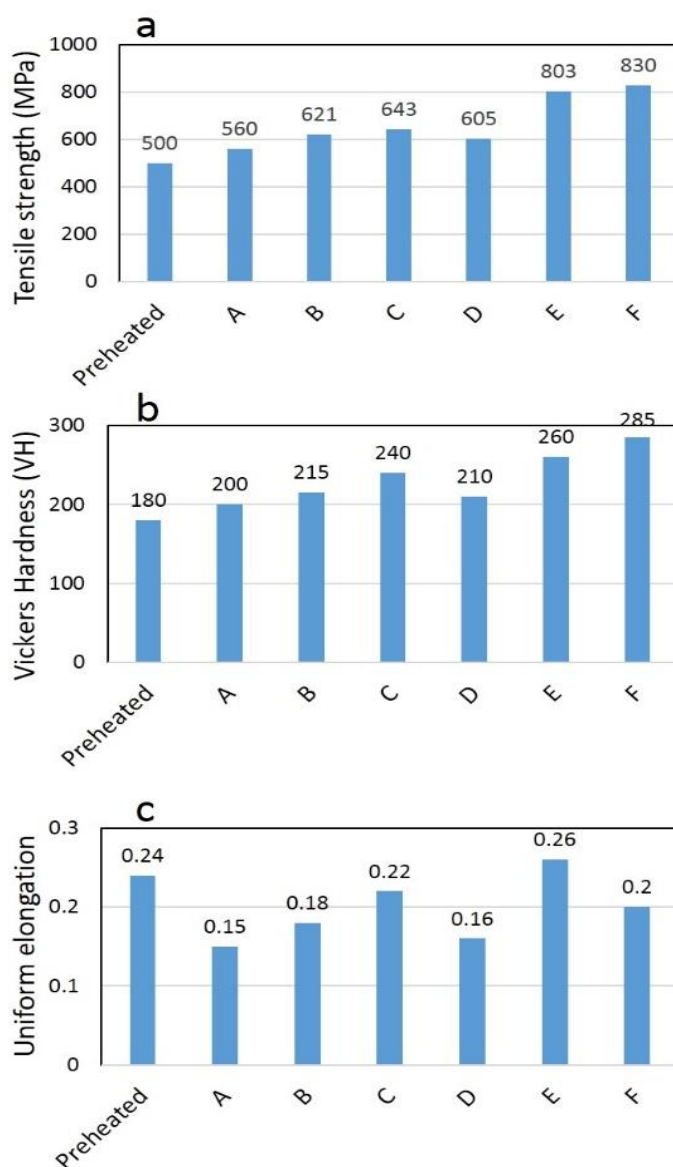 a
Tensile strength (MPa)
1000
800
600
400
200
0
500
560
621
643
605
803
830
Preheated
A
B
C
D
E
F
b
Vickers Hardness (VH)
300
200
100
0
180
200
215
240
210
260
285
Preheated
A
B
C
D
E
F
c
Uniform elongation
0.3
0.2
0.1
0
0.24
0.15
0.18
0.22
0.16
0.26
0.2
Preheated
A
B
C
D
E
F